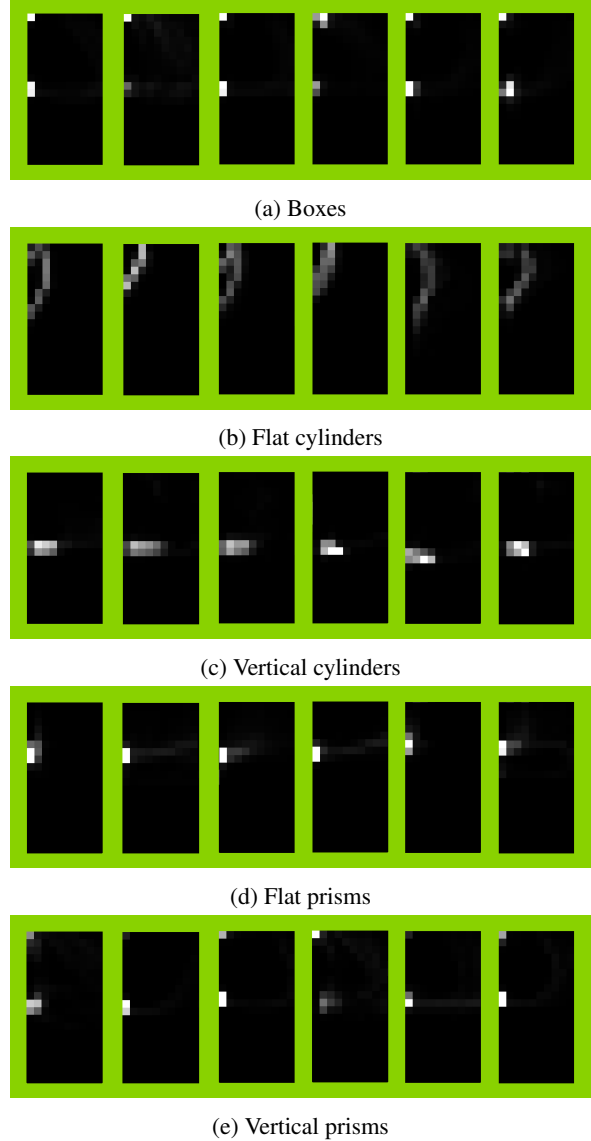 (a) Boxes
(b) Flat cylinders
(c) Vertical cylinders
(d) Flat prisms
(e) Vertical prisms